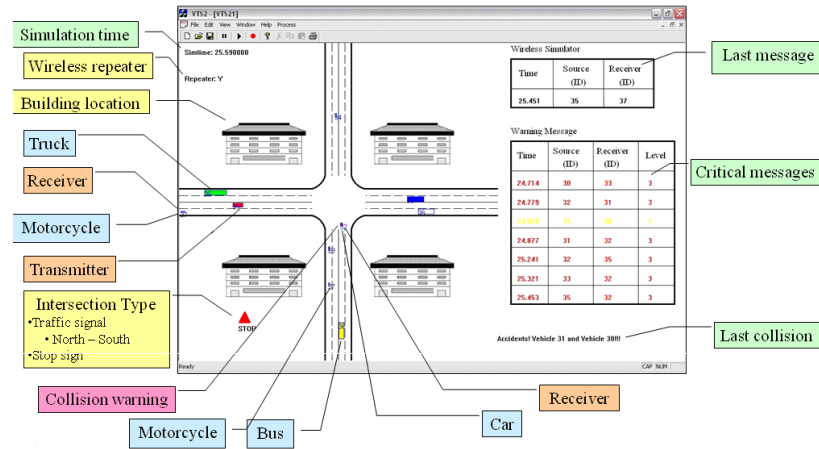 VTS2 - [VTS21]
File Edit View Window Help Process
Simulation time
Simtime: 25.590000
Wireless repeater
Repeater: Y
Building location
Truck
Receiver
Motorcycle
Transmitter
Intersection Type
•Traffic signal
•North – South
•Stop sign
STOP
Collision warning
Motorcycle
Bus
Car
Receiver
Wireless Simulator
Time Source (ID) Receiver (ID)
25.451 35 37
Last message
Warning Message
Time Source (ID) Receiver (ID) Level
24.714 30 33 3
24.779 32 31 3
24.877 31 32 3
25.241 32 35 3
25.321 33 32 3
25.453 35 32 3
Critical messages
Accidents! Vehicle 31 and Vehicle 30!!!
Last collision
Ready
CAP NUM